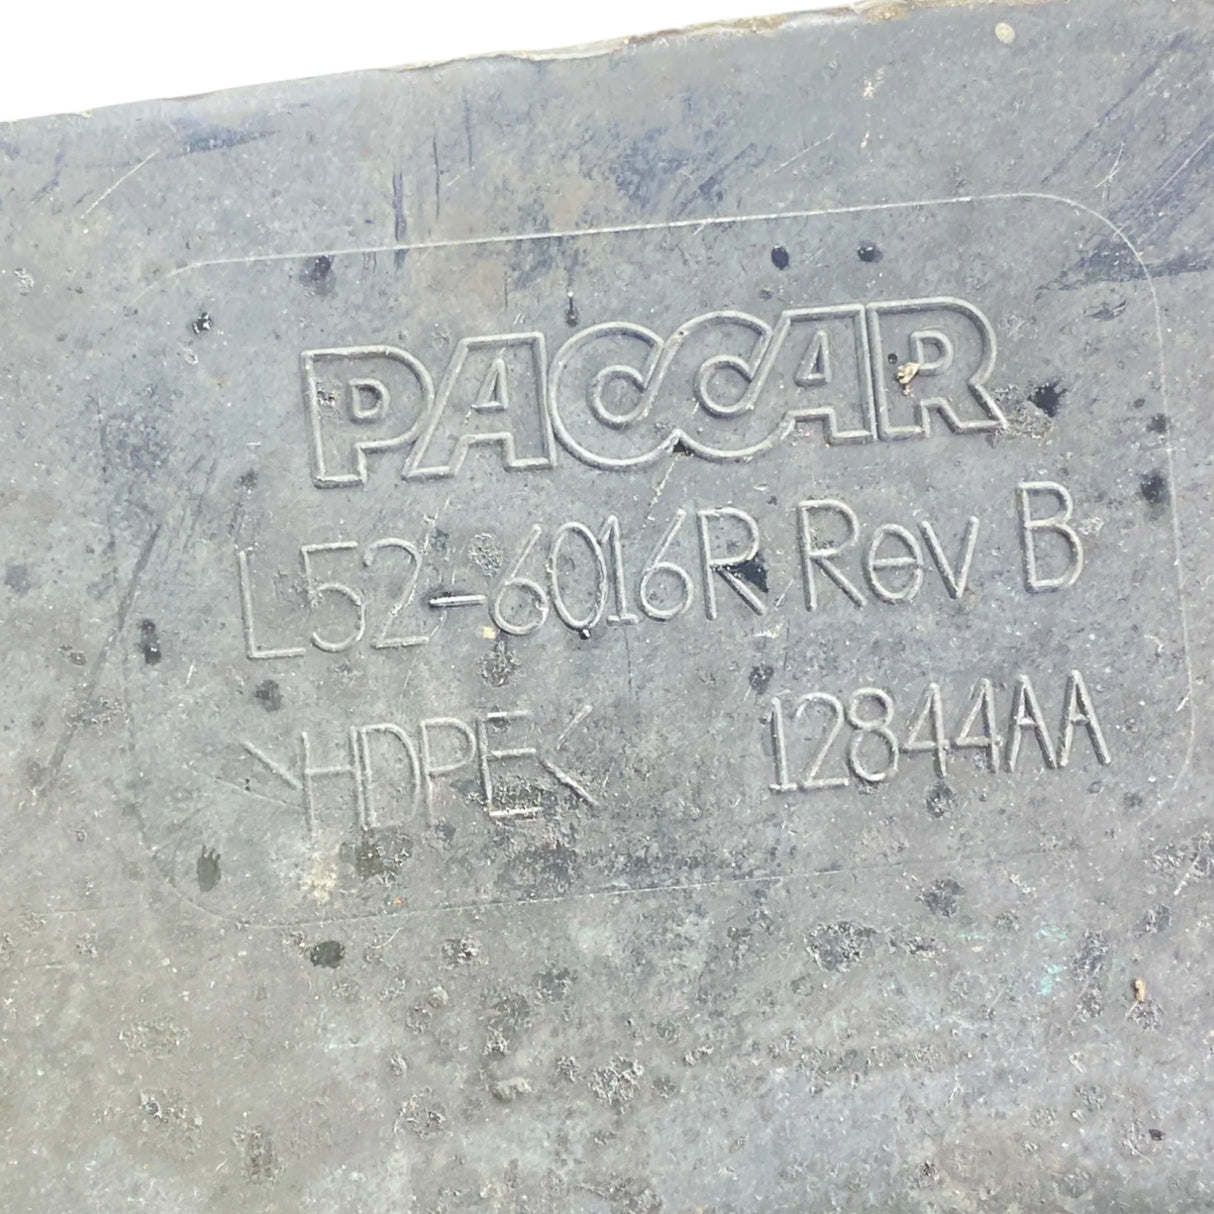 PACCAR
L52-6016R Rev B
>HDPE< 12844AA